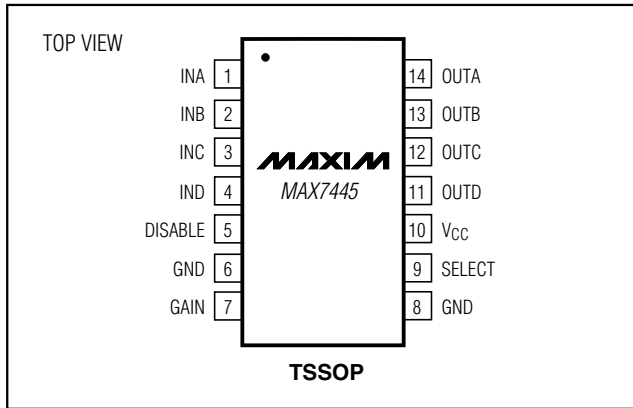 TOP VIEW
INA 1 14 OUTA
INB 2 13 OUTB
INC 3 12 OUTC
MAXIM
IND 4 MAX7445 11 OUTD
DISABLE 5 10 VCC
GND 6 9 SELECT
GAIN 7 8 GND
TSSOP